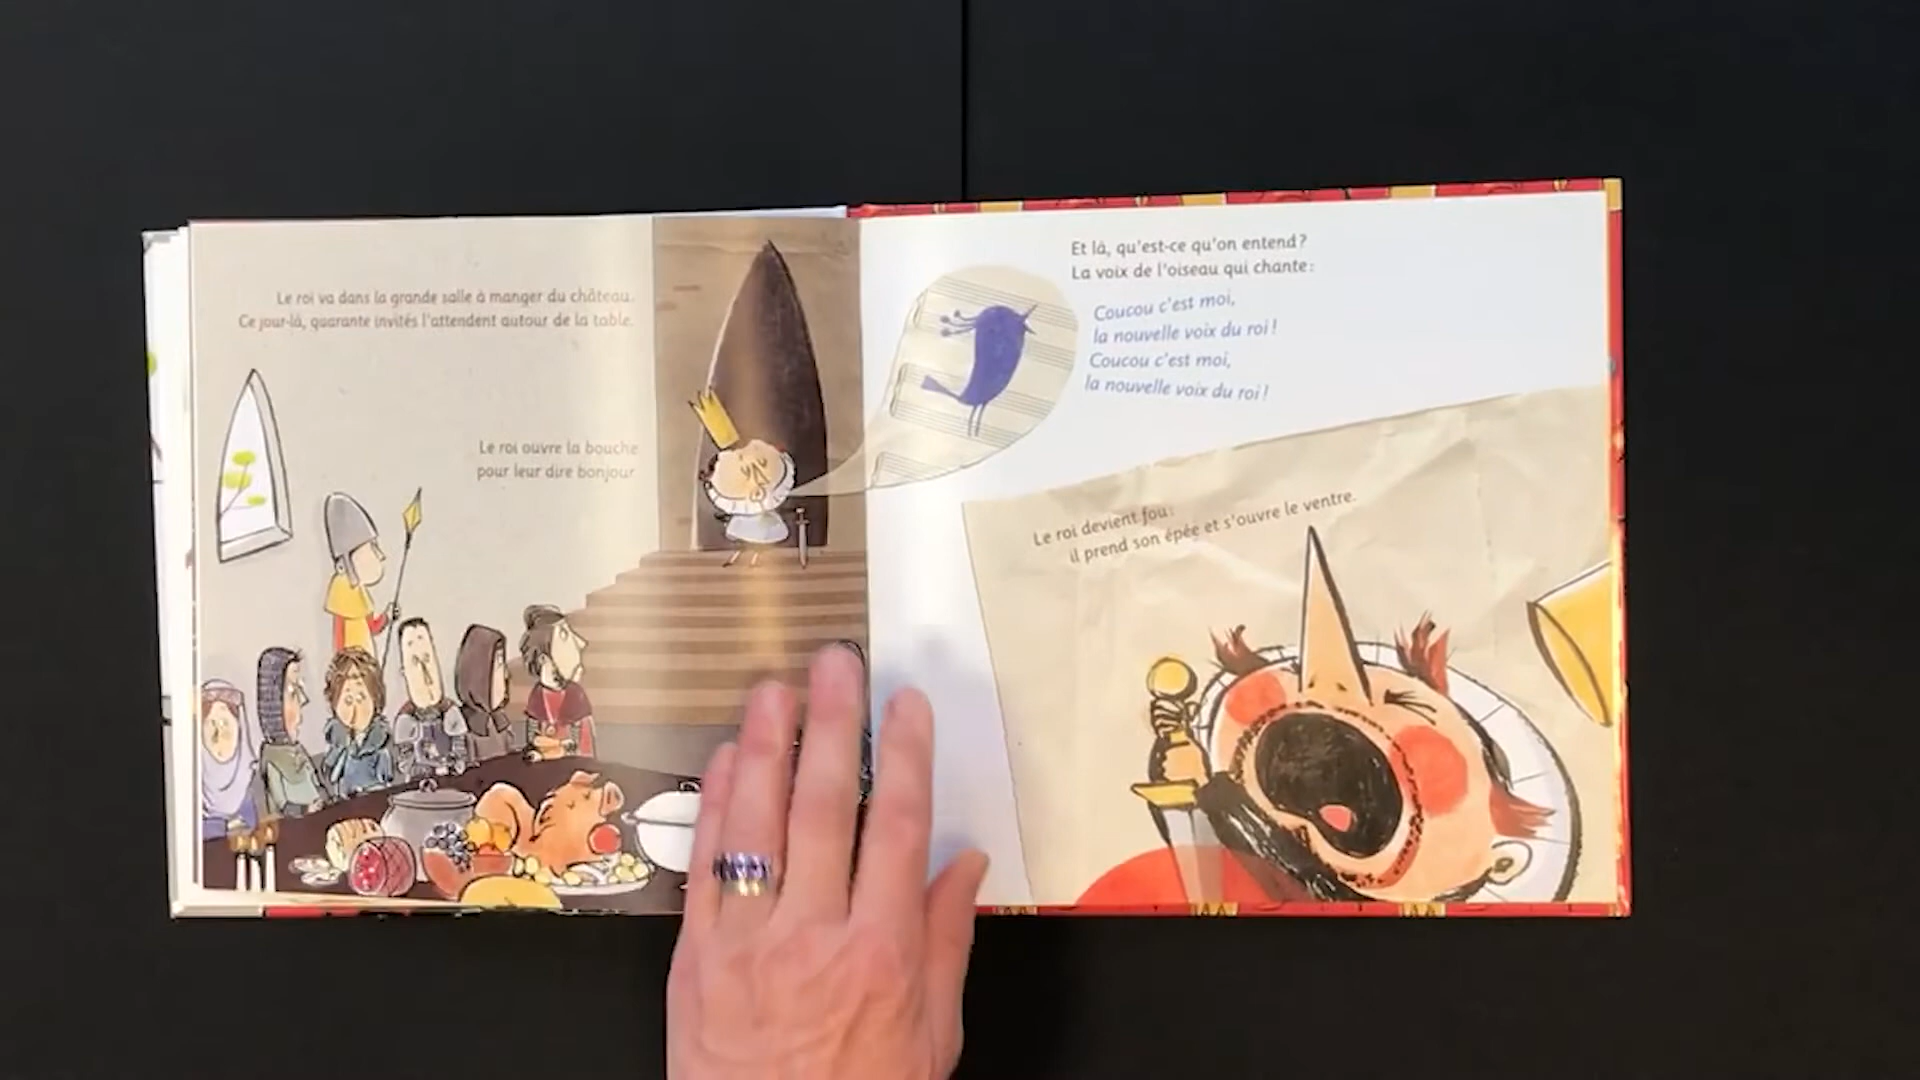 Le roi va dans la grande salle à manger du château.
Ce jour-là, quarante invités l'attendent autour de la table.
Le roi ouvre la bouche
pour leur dire bonjour.
Et là, qu'est-ce qu'on entend ?
La voix de l'oiseau qui chante :
Coucou c'est moi,
la nouvelle voix du roi !
Coucou c'est moi,
la nouvelle voix du roi !
Le roi devient fou :
il prend son épée et s'ouvre le ventre.